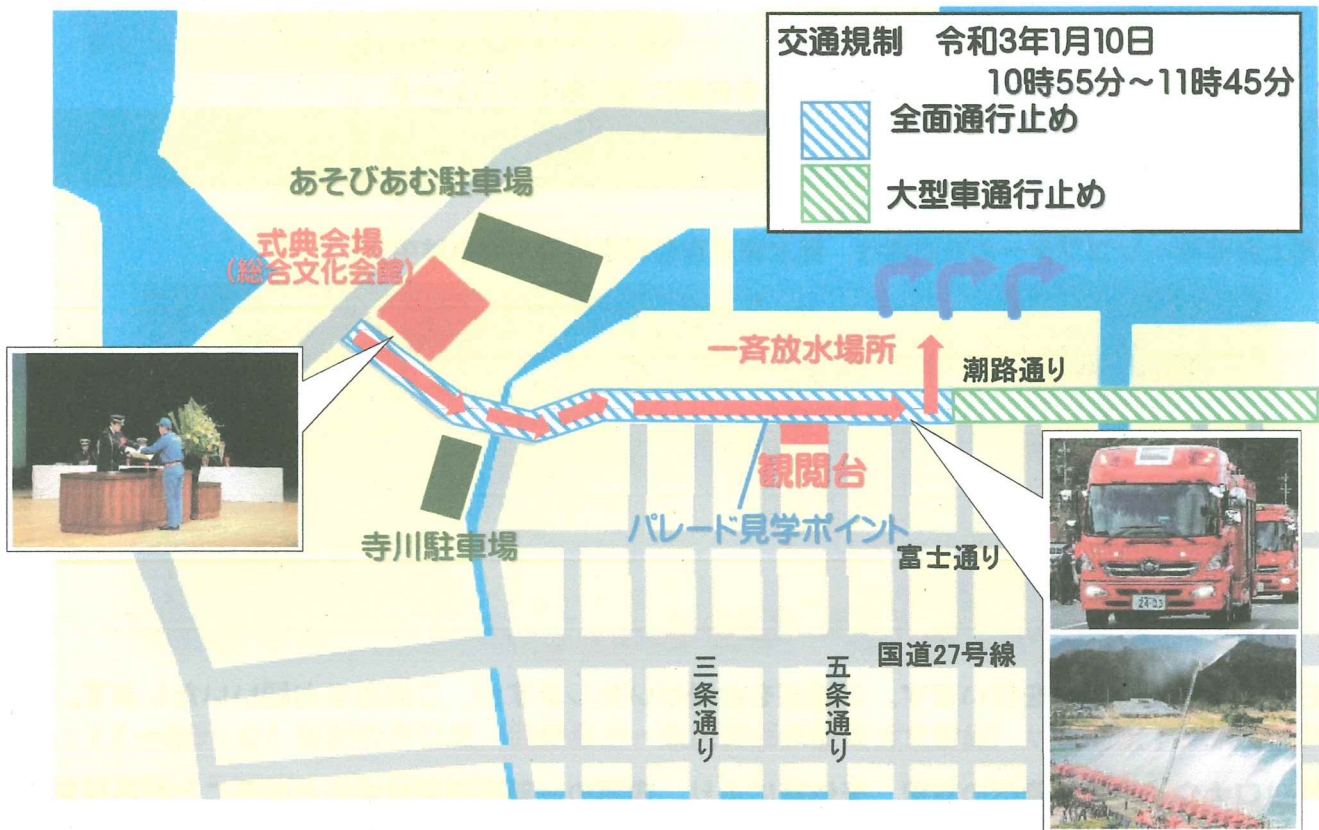 交通規制　令和3年1月10日
10時55分～11時45分
全面通行止め
大型車通行止め
あそびあむ駐車場
式典会場
(総合文化会館)
一斉放水場所
潮路通り
観閲台
パレード見学ポイント
寺川駐車場
富士通り
国道27号線
三条通り
五条通り
24-03